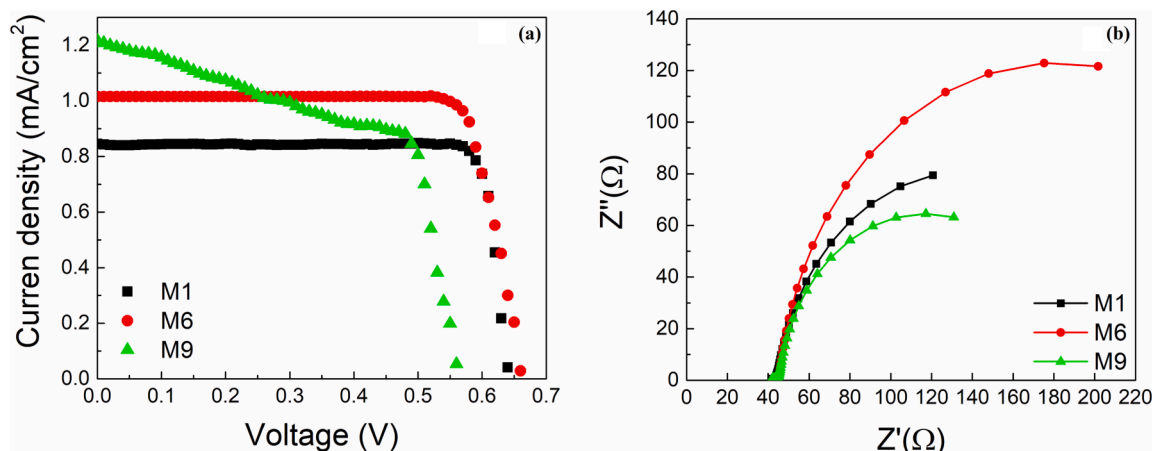 (a)
Curren density (mA/cm²)
1.2
1.0
0.8
0.6
0.4
0.2
0.0
M1
M6
M9
0.0 0.1 0.2 0.3 0.4 0.5 0.6 0.7
Voltage (V)
(b)
Z''(Ω)
140
120
100
80
60
40
20
0
M1
M6
M9
0 20 40 60 80 100 120 140 160 180 200 220
Z'(Ω)